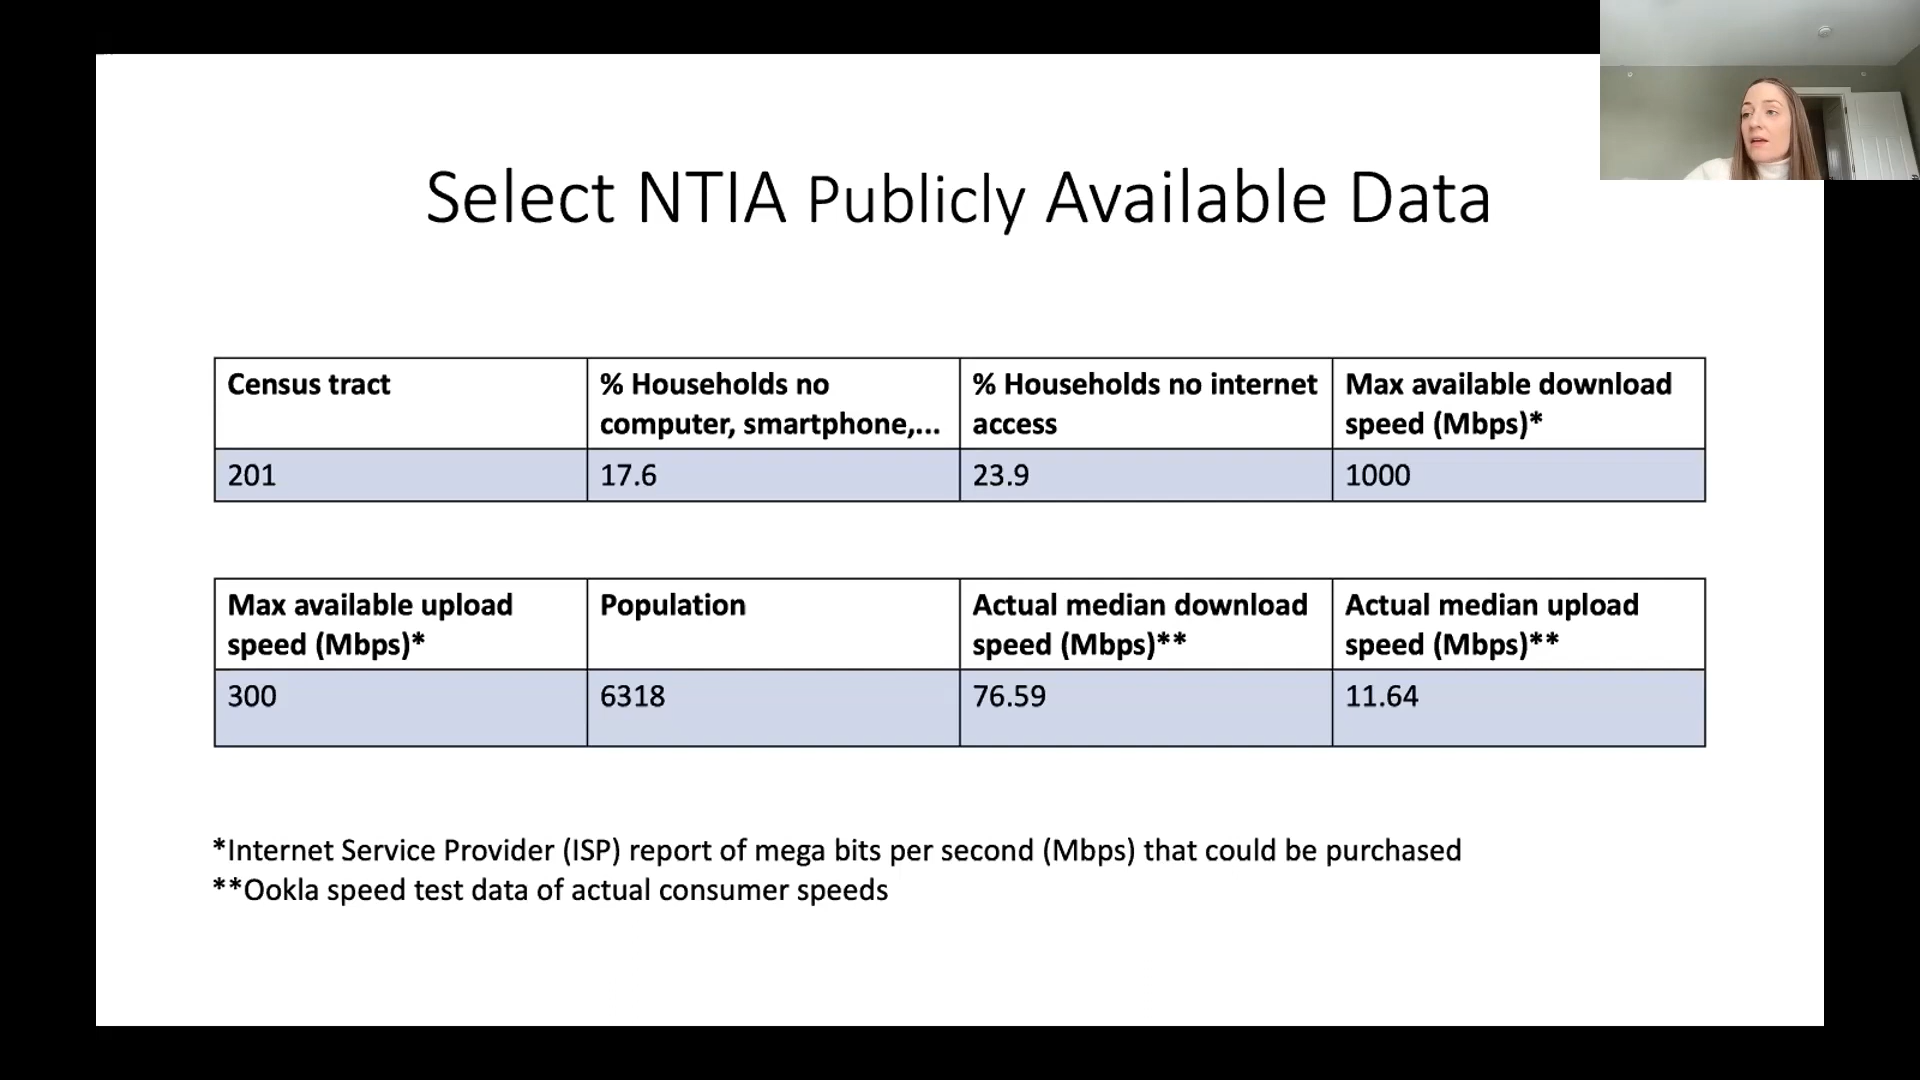 Select NTIA Publicly Available Data
Census tract
% Households no
computer, smartphone,...
% Households no internet
access
Max available download
speed (Mbps)*
201
17.6
23.9
1000
Max available upload
speed (Mbps)*
Population
Actual median download
speed (Mbps)**
Actual median upload
speed (Mbps)**
300
6318
76.59
11.64
*Internet Service Provider (ISP) report of mega bits per second (Mbps) that could be purchased
**Ookla speed test data of actual consumer speeds